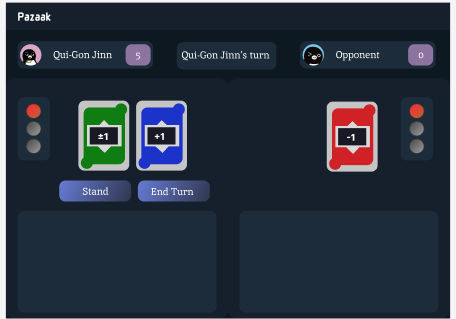 Pazaak
Qui-Gon Jinn 5
Qui-Gon Jinn's turn
Opponent 0
±1
+1
-1
Stand
End Turn